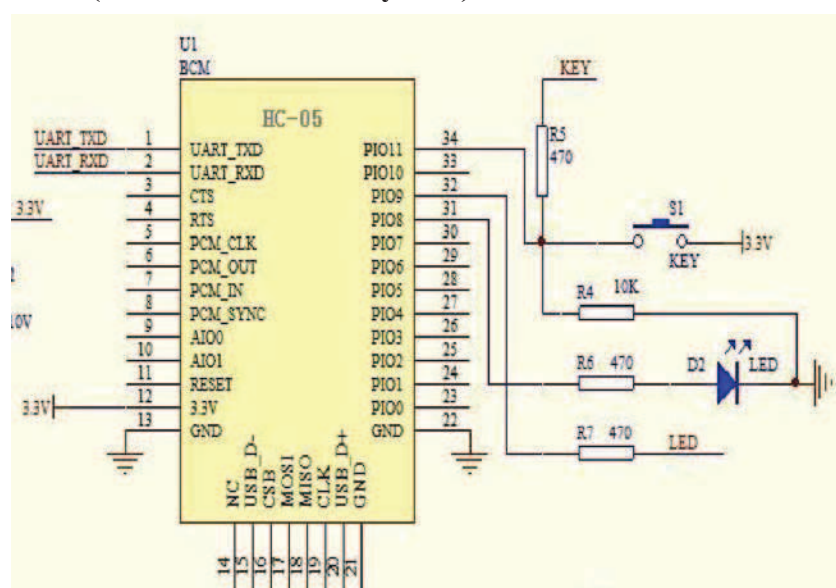 U1
BCM
HC-05
UART_TXD 1 UART_TXD
UART_RXD 2 UART_RXD
3 CTS
3.3V 4 RTS
5 PCM_CLK
6 PCM_OUT
7 PCM_IN
8 PCM_SYNC
10V 9 AIO0
10 AIO1
11 RESET
3.3V 12 3.3V
13 GND
PIO11 34
PIO10 33
PIO9 32
PIO8 31
PIO7 30
PIO6 29
PIO5 28
PIO4 27
PIO3 26
PIO2 25
PIO1 24
PIO0 23
GND 22
NC 14
USB_D- 15
CSB 16
MOSI 17
MISO 18
CLK 19
USB_D+ 20
GND 21
KEY
R5
470
S1
3.3V
KEY
R4 10K
R6 470 D2 LED
R7 470 LED